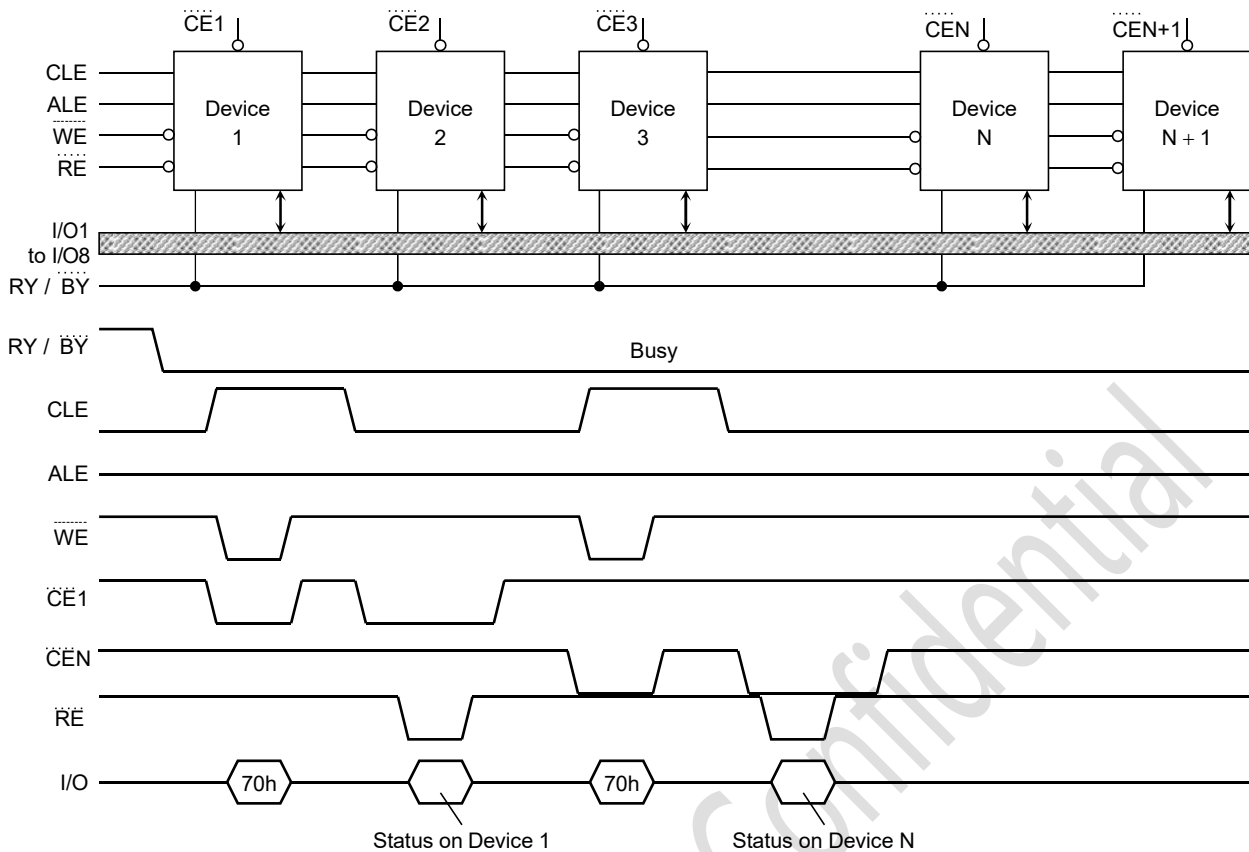 CE1 CE2 CE3 CEN CEN+1
CLE
ALE
WE
RE
Device 1
Device 2
Device 3
Device N
Device N + 1
I/O1
to I/O8
RY / BY
RY / BY
Busy
CLE
ALE
WE
CE1
CEN
RE
I/O
70h
70h
Status on Device 1
Status on Device N
Confidential